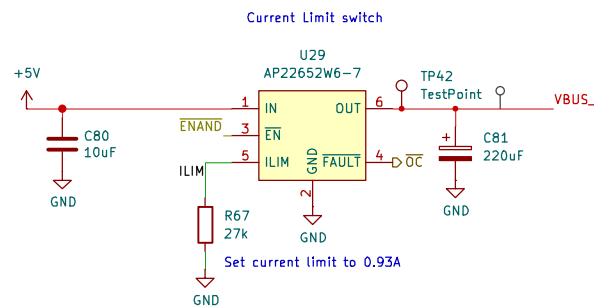 Current Limit switch
U29
AP22652W6-7
+5V
TP42
TestPoint
1
IN
OUT
6
VBUS_
ENAND
3
EN
C80
10uF
C81
220uF
+
ILIM
5
ILIM
GND
FAULT
4
OC
2
GND
GND
R67
27k
GND
Set current limit to 0.93A
GND